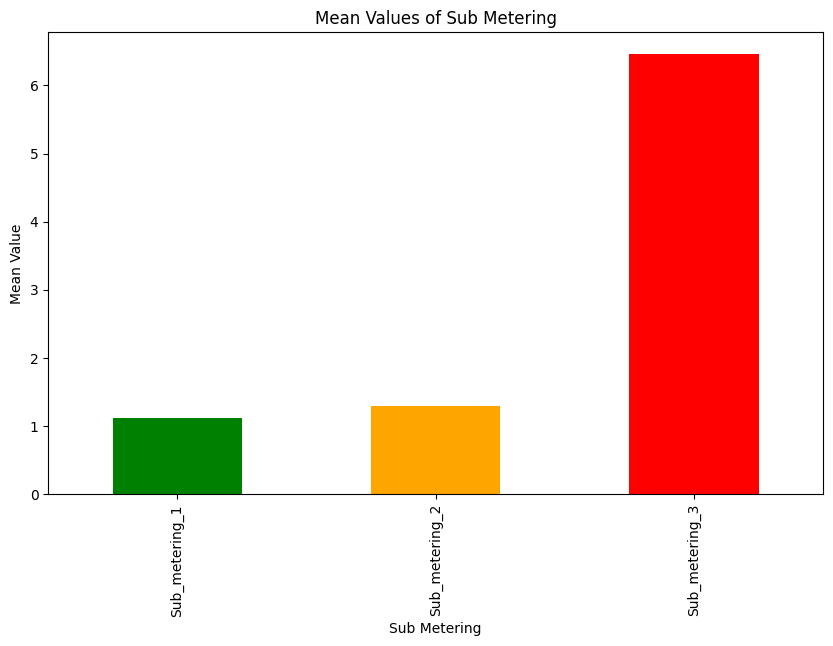 Mean Values of Sub Metering
Mean Value
6
5
4
3
2
1
0
Sub_metering_1
Sub_metering_2
Sub_metering_3
Sub Metering